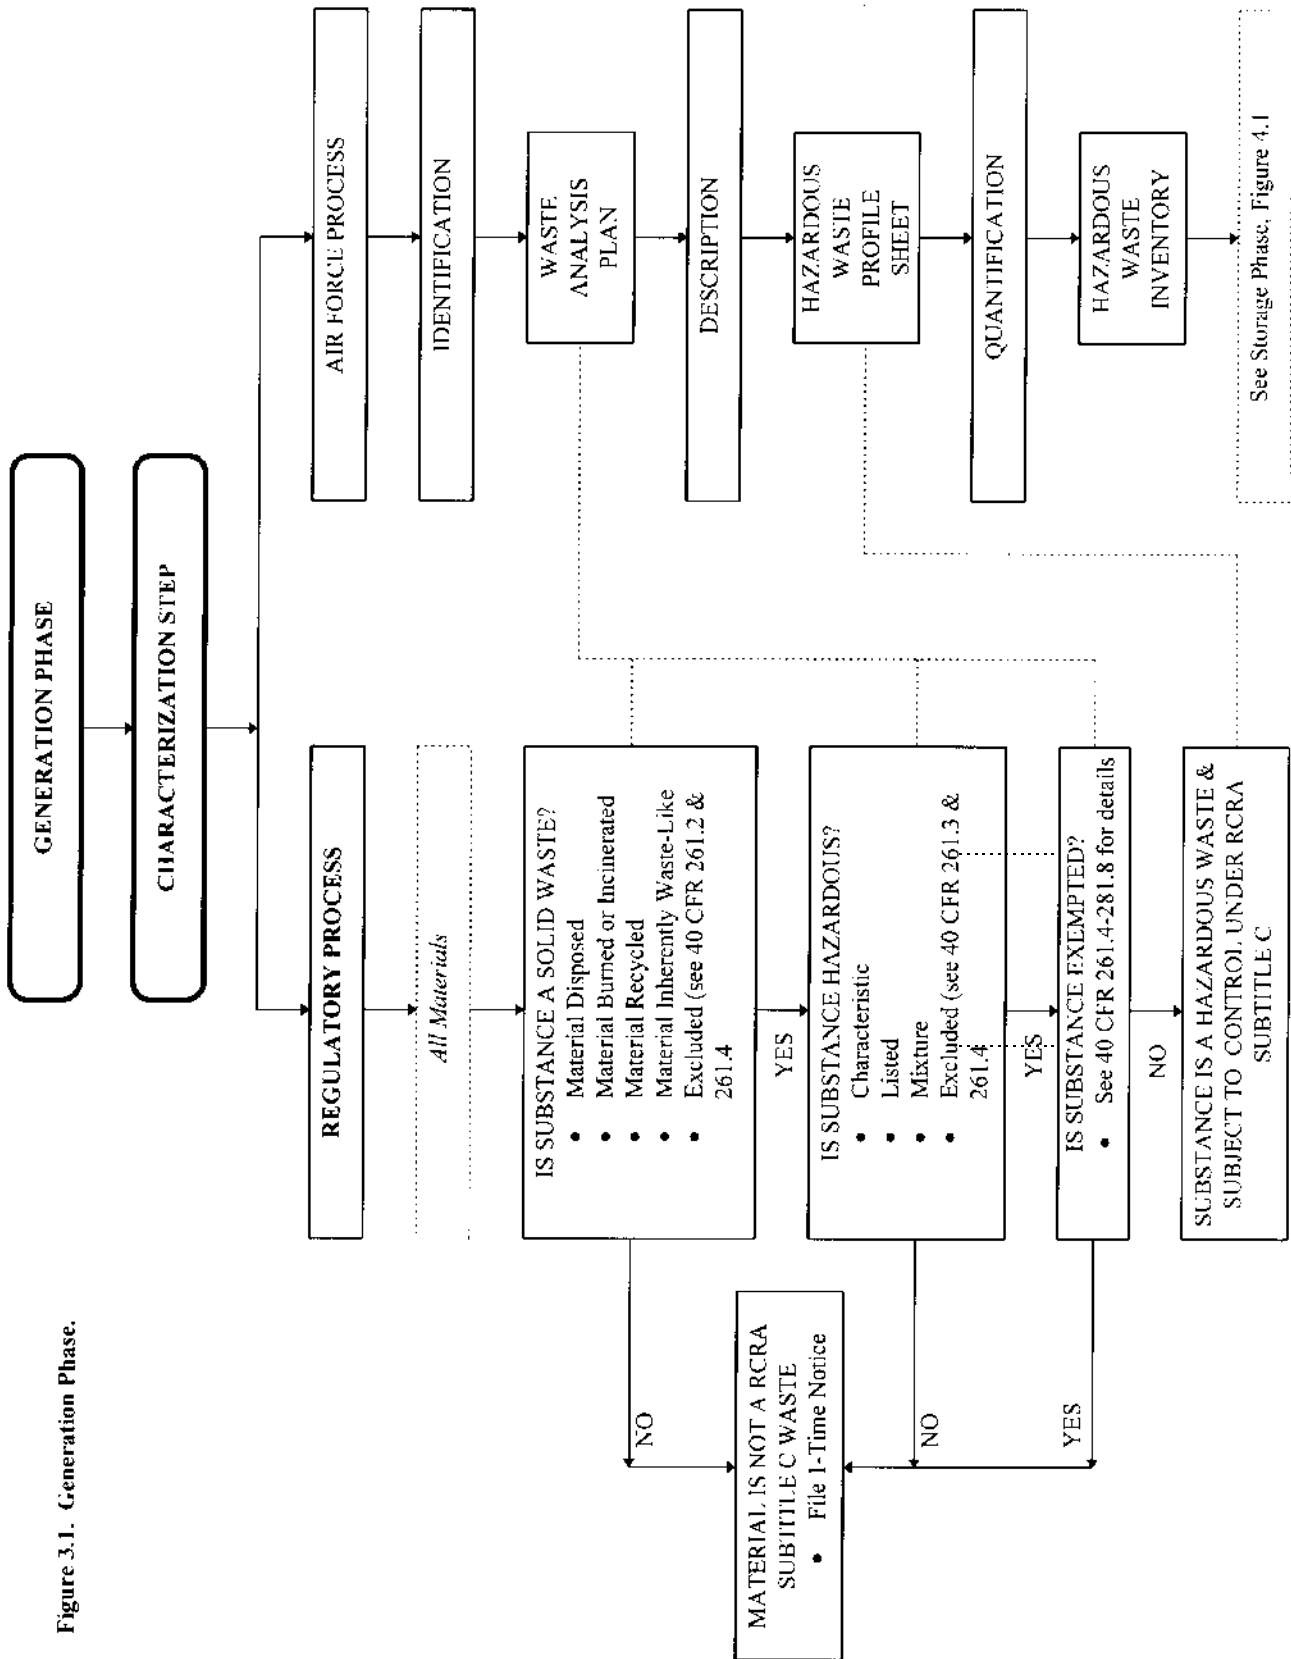 Figure 3.1. Generation Phase.
GENERATION PHASE
CHARACTERIZATION STEP
REGULATORY PROCESS
All Materials
IS SUBSTANCE A SOLID WASTE?
• Material Disposed
• Material Burned or Incinerated
• Material Recycled
• Material Inherently Waste-Like
• Excluded (see 40 CFR 261.2 &
261.4
NO
YES
IS SUBSTANCE HAZARDOUS?
• Characteristic
• Listed
• Mixture
• Excluded (see 40 CFR 261.3 &
261.4
NO
YES
IS SUBSTANCE EXEMPTED?
• See 40 CFR 261.4-281.8 for details
YES
NO
SUBSTANCE IS A HAZARDOUS WASTE &
SUBJECT TO CONTROL UNDER RCRA
SUBTITLE C
MATERIAL IS NOT A RCRA
SUBTITLE C WASTE
• File 1-Time Notice
AIR FORCE PROCESS
IDENTIFICATION
WASTE
ANALYSIS
PLAN
DESCRIPTION
HAZARDOUS
WASTE
PROFILE
SHEET
QUANTIFICATION
HAZARDOUS
WASTE
INVENTORY
See Storage Phase, Figure 4.1